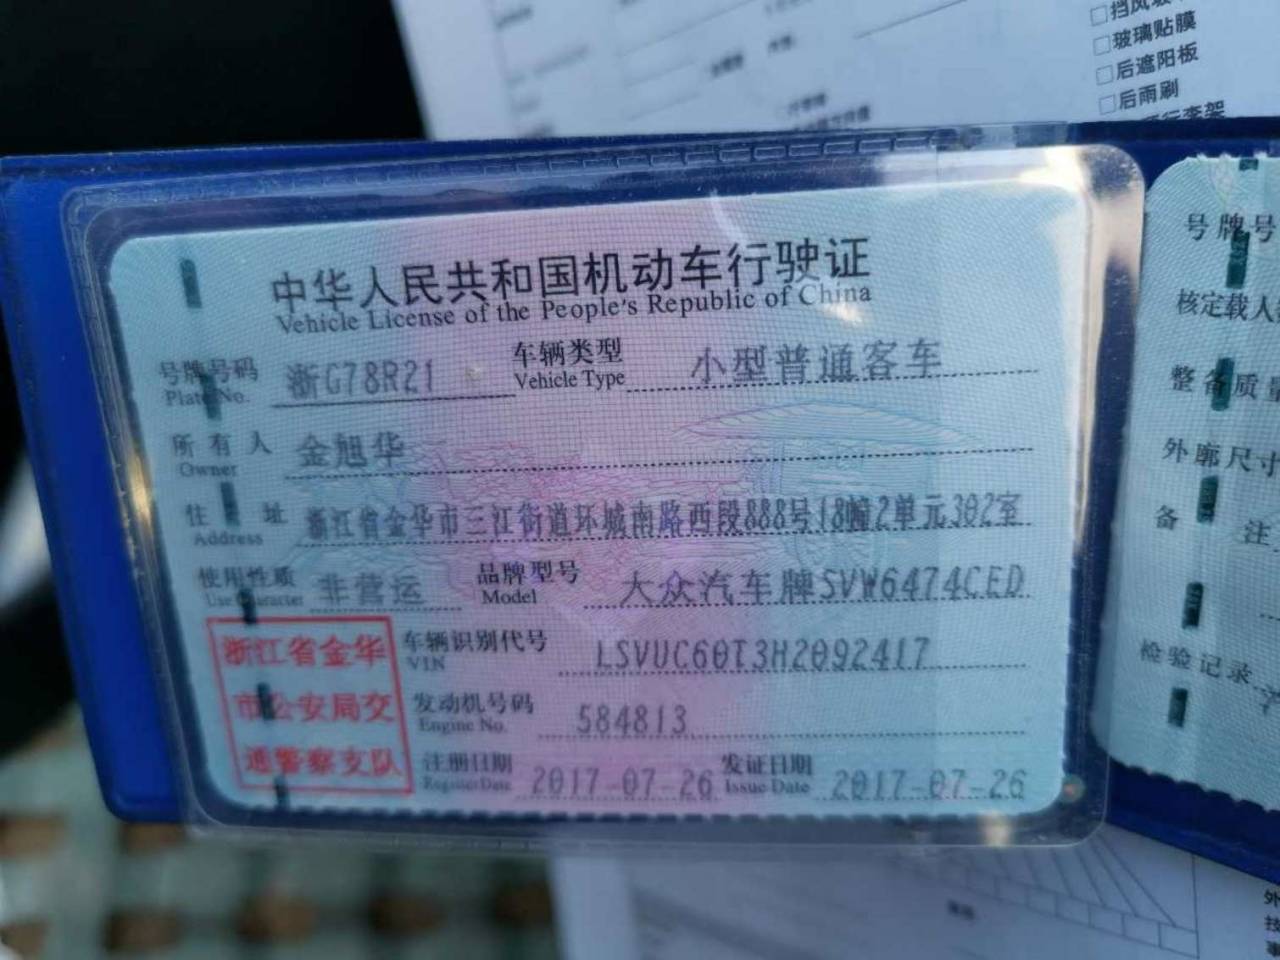 挡风玻
玻璃贴膜
后遮阳板
后雨刷
行李架
中华人民共和国机动车行驶证
Vehicle License of the People's Republic of China
号牌号码 浙G78R21 车辆类型 小型普通客车
Plate No. Vehicle Type
所有人 金旭华
Owner
住址 浙江省金华市三江街道环城南路西段888号18幢2单元302室
Address
使用性质 非营运 品牌型号 大众汽车牌SVW6474CED
Use Character Model
浙江省金华
市公安局交
通警察支队
车辆识别代号 LSVUC60T3H2092417
VIN
发动机号码 584813
Engine No.
注册日期 2017-07-26 发证日期 2017-07-26
Register Date Issue Date
号牌号
核定载人
整备质量
外廓尺寸
备注
检验记录
外
技
事